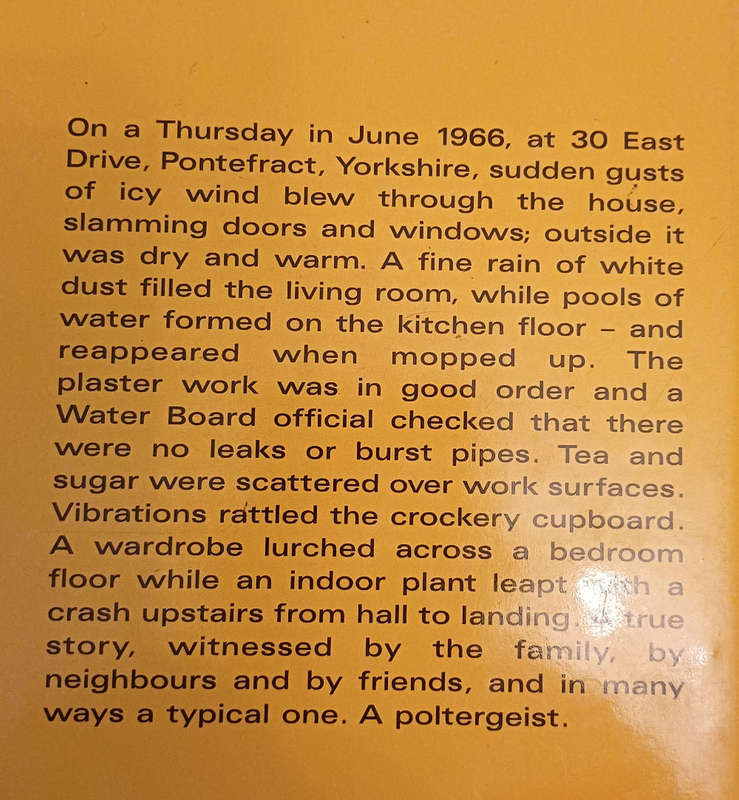 On a Thursday in June 1966, at 30 East
Drive, Pontefract, Yorkshire, sudden gusts
of icy wind blew through the house,
slamming doors and windows; outside it
was dry and warm. A fine rain of white
dust filled the living room, while pools of
water formed on the kitchen floor – and
reappeared when mopped up. The
plaster work was in good order and a
Water Board official checked that there
were no leaks or burst pipes. Tea and
sugar were scattered over work surfaces.
Vibrations rattled the crockery cupboard.
A wardrobe lurched across a bedroom
floor while an indoor plant leapt with a
crash upstairs from hall to landing. A true
story, witnessed by the family, by
neighbours and by friends, and in many
ways a typical one. A poltergeist.